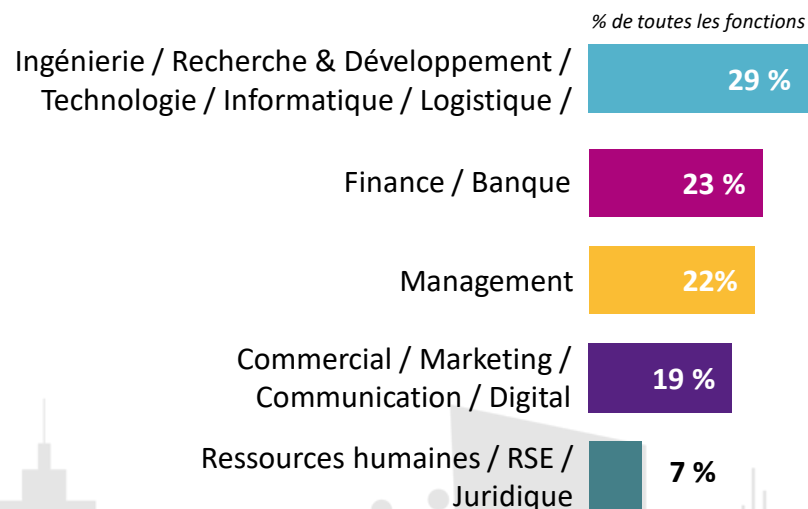 % de toutes les fonctions
Ingénierie / Recherche & Développement /
Technologie / Informatique / Logistique /
29 %
Finance / Banque
23 %
Management
22%
Commercial / Marketing /
Communication / Digital
19 %
Ressources humaines / RSE /
Juridique
7 %